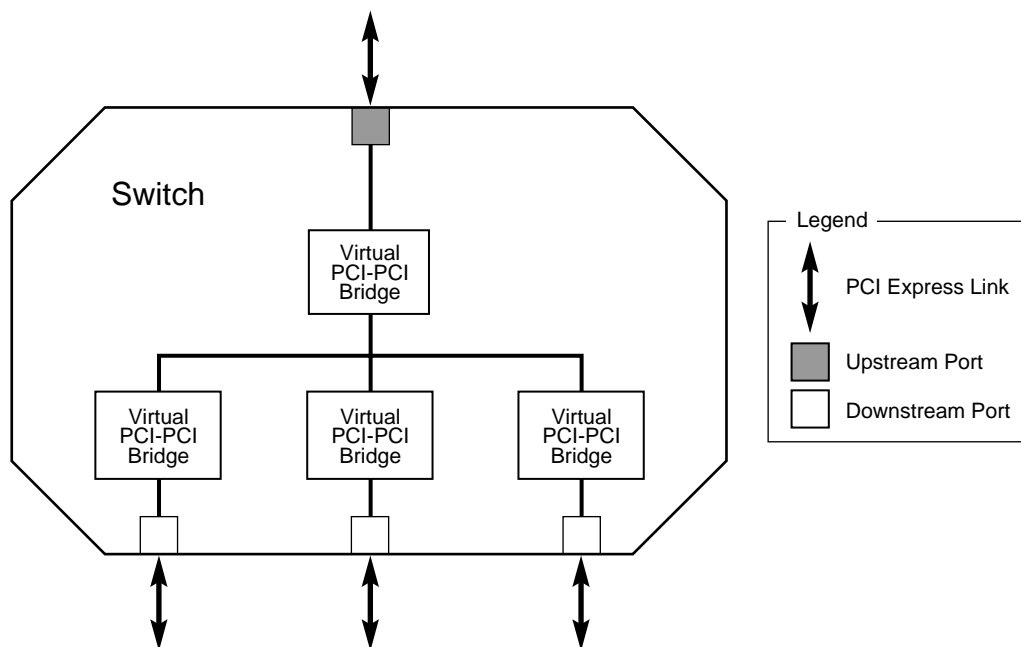 Switch
Virtual
PCI-PCI
Bridge
Virtual
PCI-PCI
Bridge
Virtual
PCI-PCI
Bridge
Virtual
PCI-PCI
Bridge
Legend
PCI Express Link
Upstream Port
Downstream Port